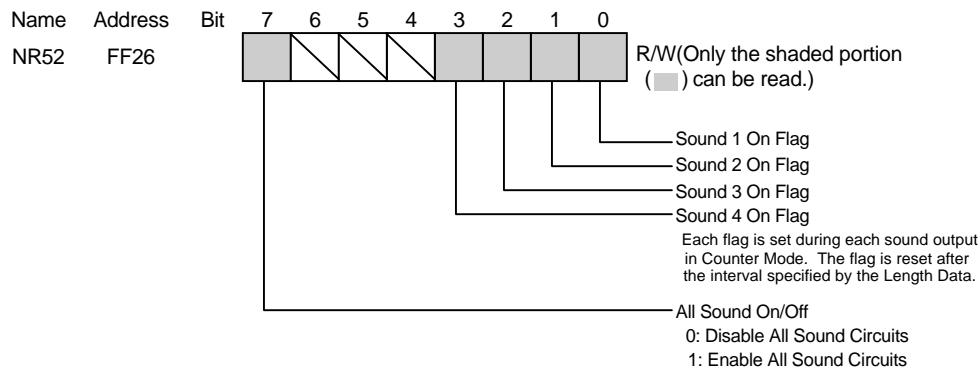 Name Address Bit 7 6 5 4 3 2 1 0
NR52 FF26
R/W(Only the shaded portion
( ) can be read.)
Sound 1 On Flag
Sound 2 On Flag
Sound 3 On Flag
Sound 4 On Flag
Each flag is set during each sound output
in Counter Mode. The flag is reset after
the interval specified by the Length Data.
All Sound On/Off
0: Disable All Sound Circuits
1: Enable All Sound Circuits